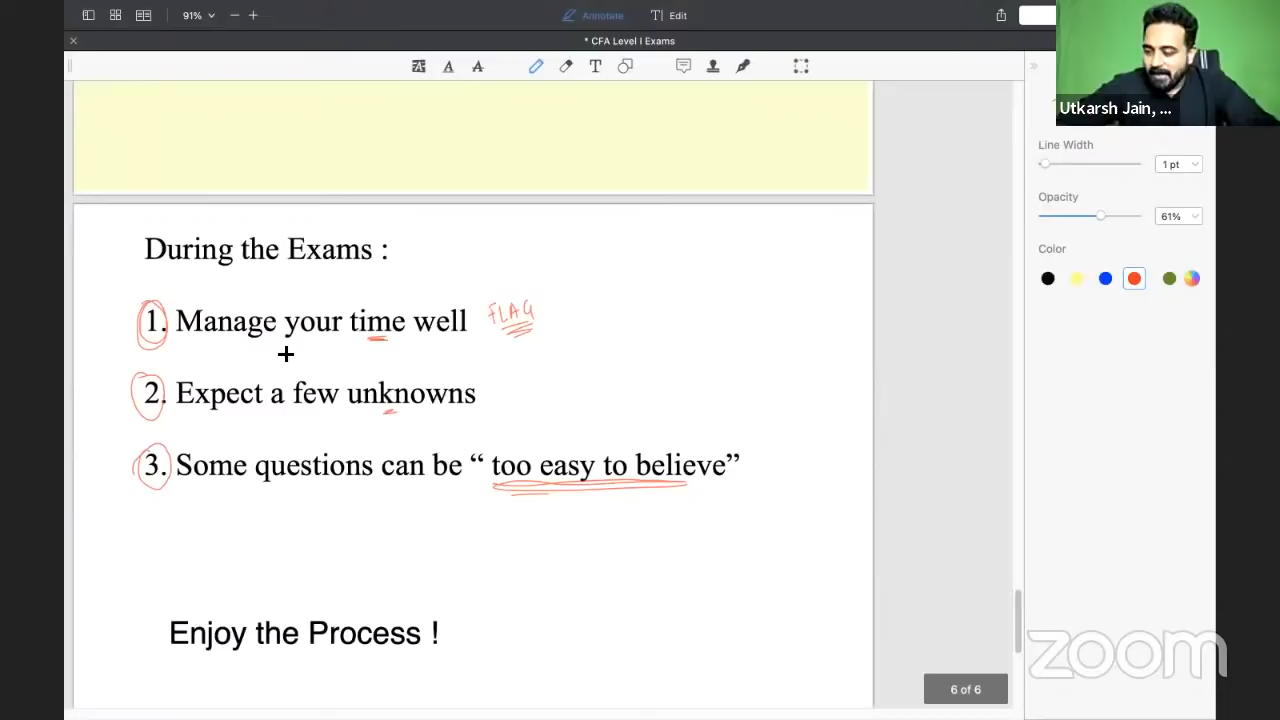 91%
Annotate
T Edit
* CFA Level I Exams
Utkarsh Jain, ...
Line Width
1 pt
Opacity
61%
Color
During the Exams :
1. Manage your time well FLAG
2. Expect a few unknowns
3. Some questions can be “ too easy to believe”
Enjoy the Process !
6 of 6
zoom